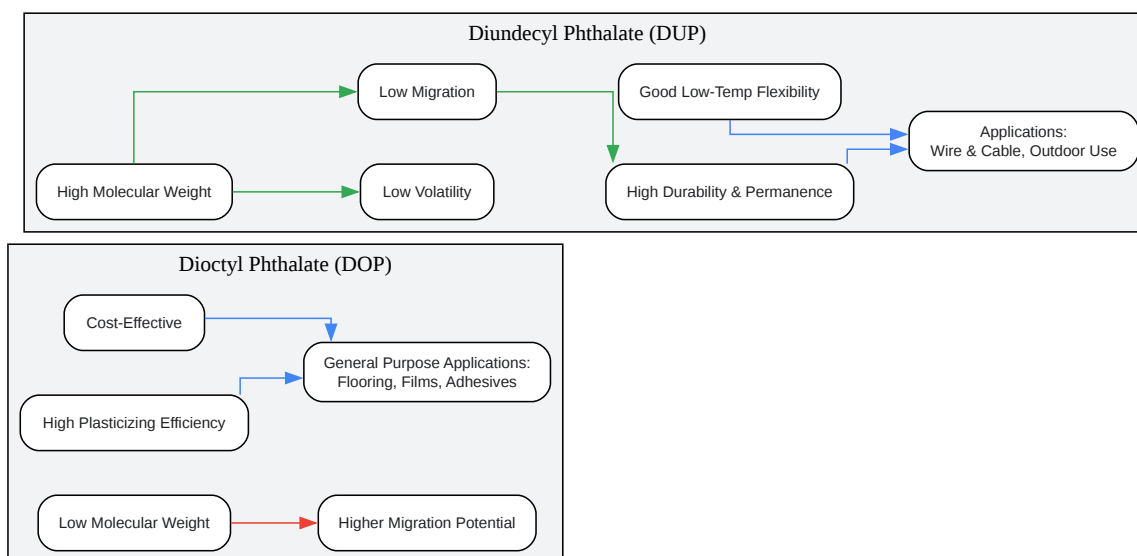 Diundecyl Phthalate (DUP)
Low Migration
Good Low-Temp Flexibility
Applications:
Wire & Cable, Outdoor Use
High Molecular Weight
Low Volatility
High Durability & Permanence
Dioctyl Phthalate (DOP)
Cost-Effective
General Purpose Applications:
Flooring, Films, Adhesives
High Plasticizing Efficiency
Low Molecular Weight
Higher Migration Potential